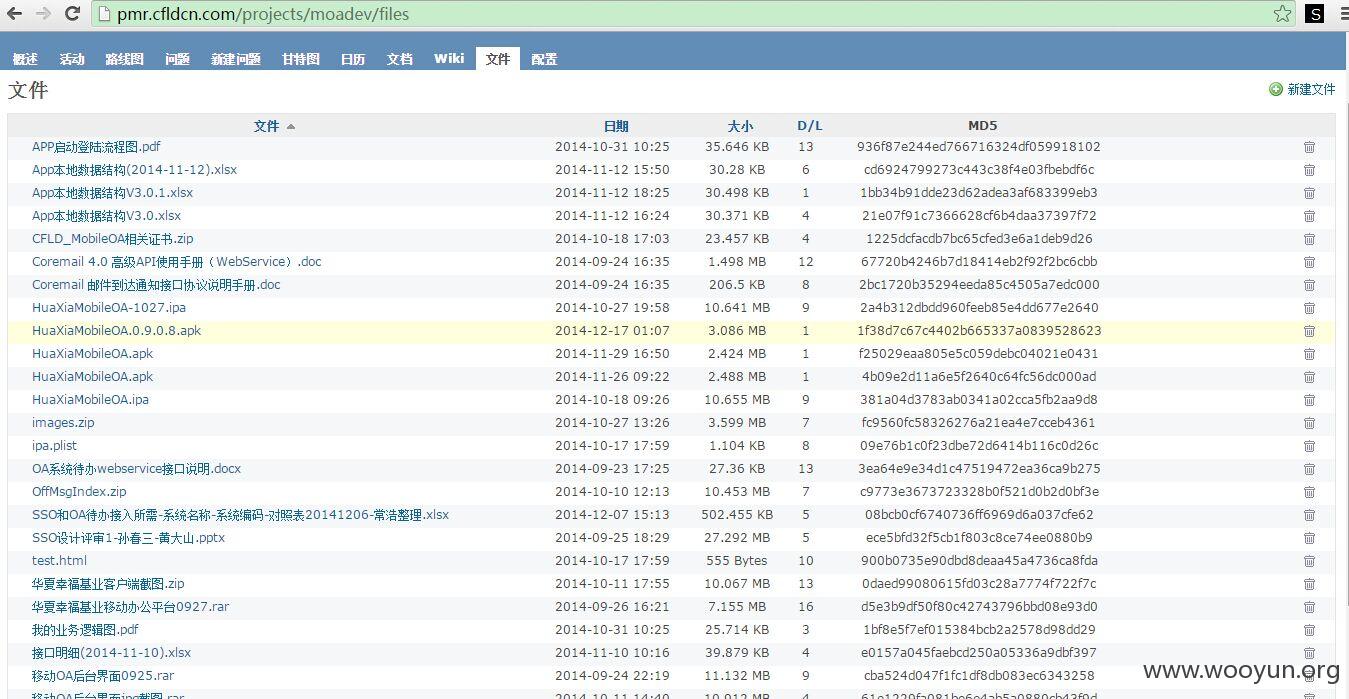 pmr.cfldcn.com/projects/moadev/files
S
概述 活动 路线图 问题 新建问题 甘特图 日历 文档 Wiki 文件 配置
文件 新建文件
文件 日期 大小 D/L MD5
APP启动登陆流程图.pdf 2014-10-31 10:25 35.646 KB 13 936f87e244ed766716324df059918102
App本地数据结构(2014-11-12).xlsx 2014-11-12 15:50 30.28 KB 6 cd6924799273c443c38f4e03fbebdf6c
App本地数据结构V3.0.1.xlsx 2014-11-12 18:25 30.498 KB 1 1bb34b91dde23d62adea3af683399eb3
App本地数据结构V3.0.xlsx 2014-11-12 16:24 30.371 KB 4 21e07f91c7366628cf6b4daa37397f72
CFLD_MobileOA相关证书.zip 2014-10-18 17:03 23.457 KB 4 1225dcfacdb7bc65cfed3e6a1deb9d26
Coremail 4.0 高级API使用手册（WebService）.doc 2014-09-24 16:35 1.498 MB 12 67720b4246b7d18414eb2f92f2bc6cbb
Coremail 邮件到达通知接口协议说明手册.doc 2014-09-24 16:35 206.5 KB 8 2bc1720b35294eeda85c4505a7edc000
HuaXiaMobileOA-1027.ipa 2014-10-27 19:58 10.641 MB 9 2a4b312dbdd960feeb85e4dd677e2640
HuaXiaMobileOA.0.9.0.8.apk 2014-12-17 01:07 3.086 MB 1 1f38d7c67c4402b665337a0839528623
HuaXiaMobileOA.apk 2014-11-29 16:50 2.424 MB 1 f25029eaa805e5c059debc04021e0431
HuaXiaMobileOA.apk 2014-11-26 09:22 2.488 MB 1 4b09e2d11a6e5f2640c64fc56dc000ad
HuaXiaMobileOA.ipa 2014-10-18 09:26 10.655 MB 9 381a04d3783ab0341a02cca5fb2aa9d8
images.zip 2014-10-27 13:26 3.599 MB 7 fc9560fc58326276a21ea4e7cceb4361
ipa.plist 2014-10-17 17:59 1.104 KB 8 09e76b1c0f23dbe72d6414b116c0d26c
OA系统待办webservice接口说明.docx 2014-09-23 17:25 27.36 KB 13 3ea64e9e34d1c47519472ea36ca9b275
OffMsgIndex.zip 2014-10-10 12:13 10.453 MB 7 c9773e3673723328b0f521d0b2d0bf3e
SSO和OA待办接入所需-系统名称-系统编码-对照表20141206-常洁整理.xlsx 2014-12-07 15:13 502.455 KB 5 08bcb0cf6740736ff6969d6a037cfe62
SSO设计评审1-孙春三-黄大山.pptx 2014-09-25 18:29 27.292 MB 5 ece5bfd32f5cb1f803c8ce74ee0880b9
test.html 2014-10-17 17:59 555 Bytes 10 900b0735e90dbd8deaa45a4736ca8fda
华夏幸福基业客户端截图.zip 2014-10-11 17:55 10.067 MB 13 0daed99080615fd03c28a7774f722f7c
华夏幸福基业移动办公平台0927.rar 2014-09-26 16:21 7.155 MB 16 d5e3b9df50f80c42743796bbd08e93d0
我的业务逻辑图.pdf 2014-10-31 10:25 25.714 KB 3 1bf8e5f7ef015384bcb2a2578d98dd29
接口明细(2014-11-10).xlsx 2014-11-10 10:16 39.879 KB 4 e0157a045faebcd250a05336a9dbf397
移动OA后台界面0925.rar 2014-09-24 22:19 11.132 MB 9 cba524d047f1fc1df8db083ec6343258
移动OA后台界面jpg截图.rar 2014-10-11 14:40 10.912 MB 4 61e1229fa081be6e4ab5a0880cb43f9d
www.wooyun.org